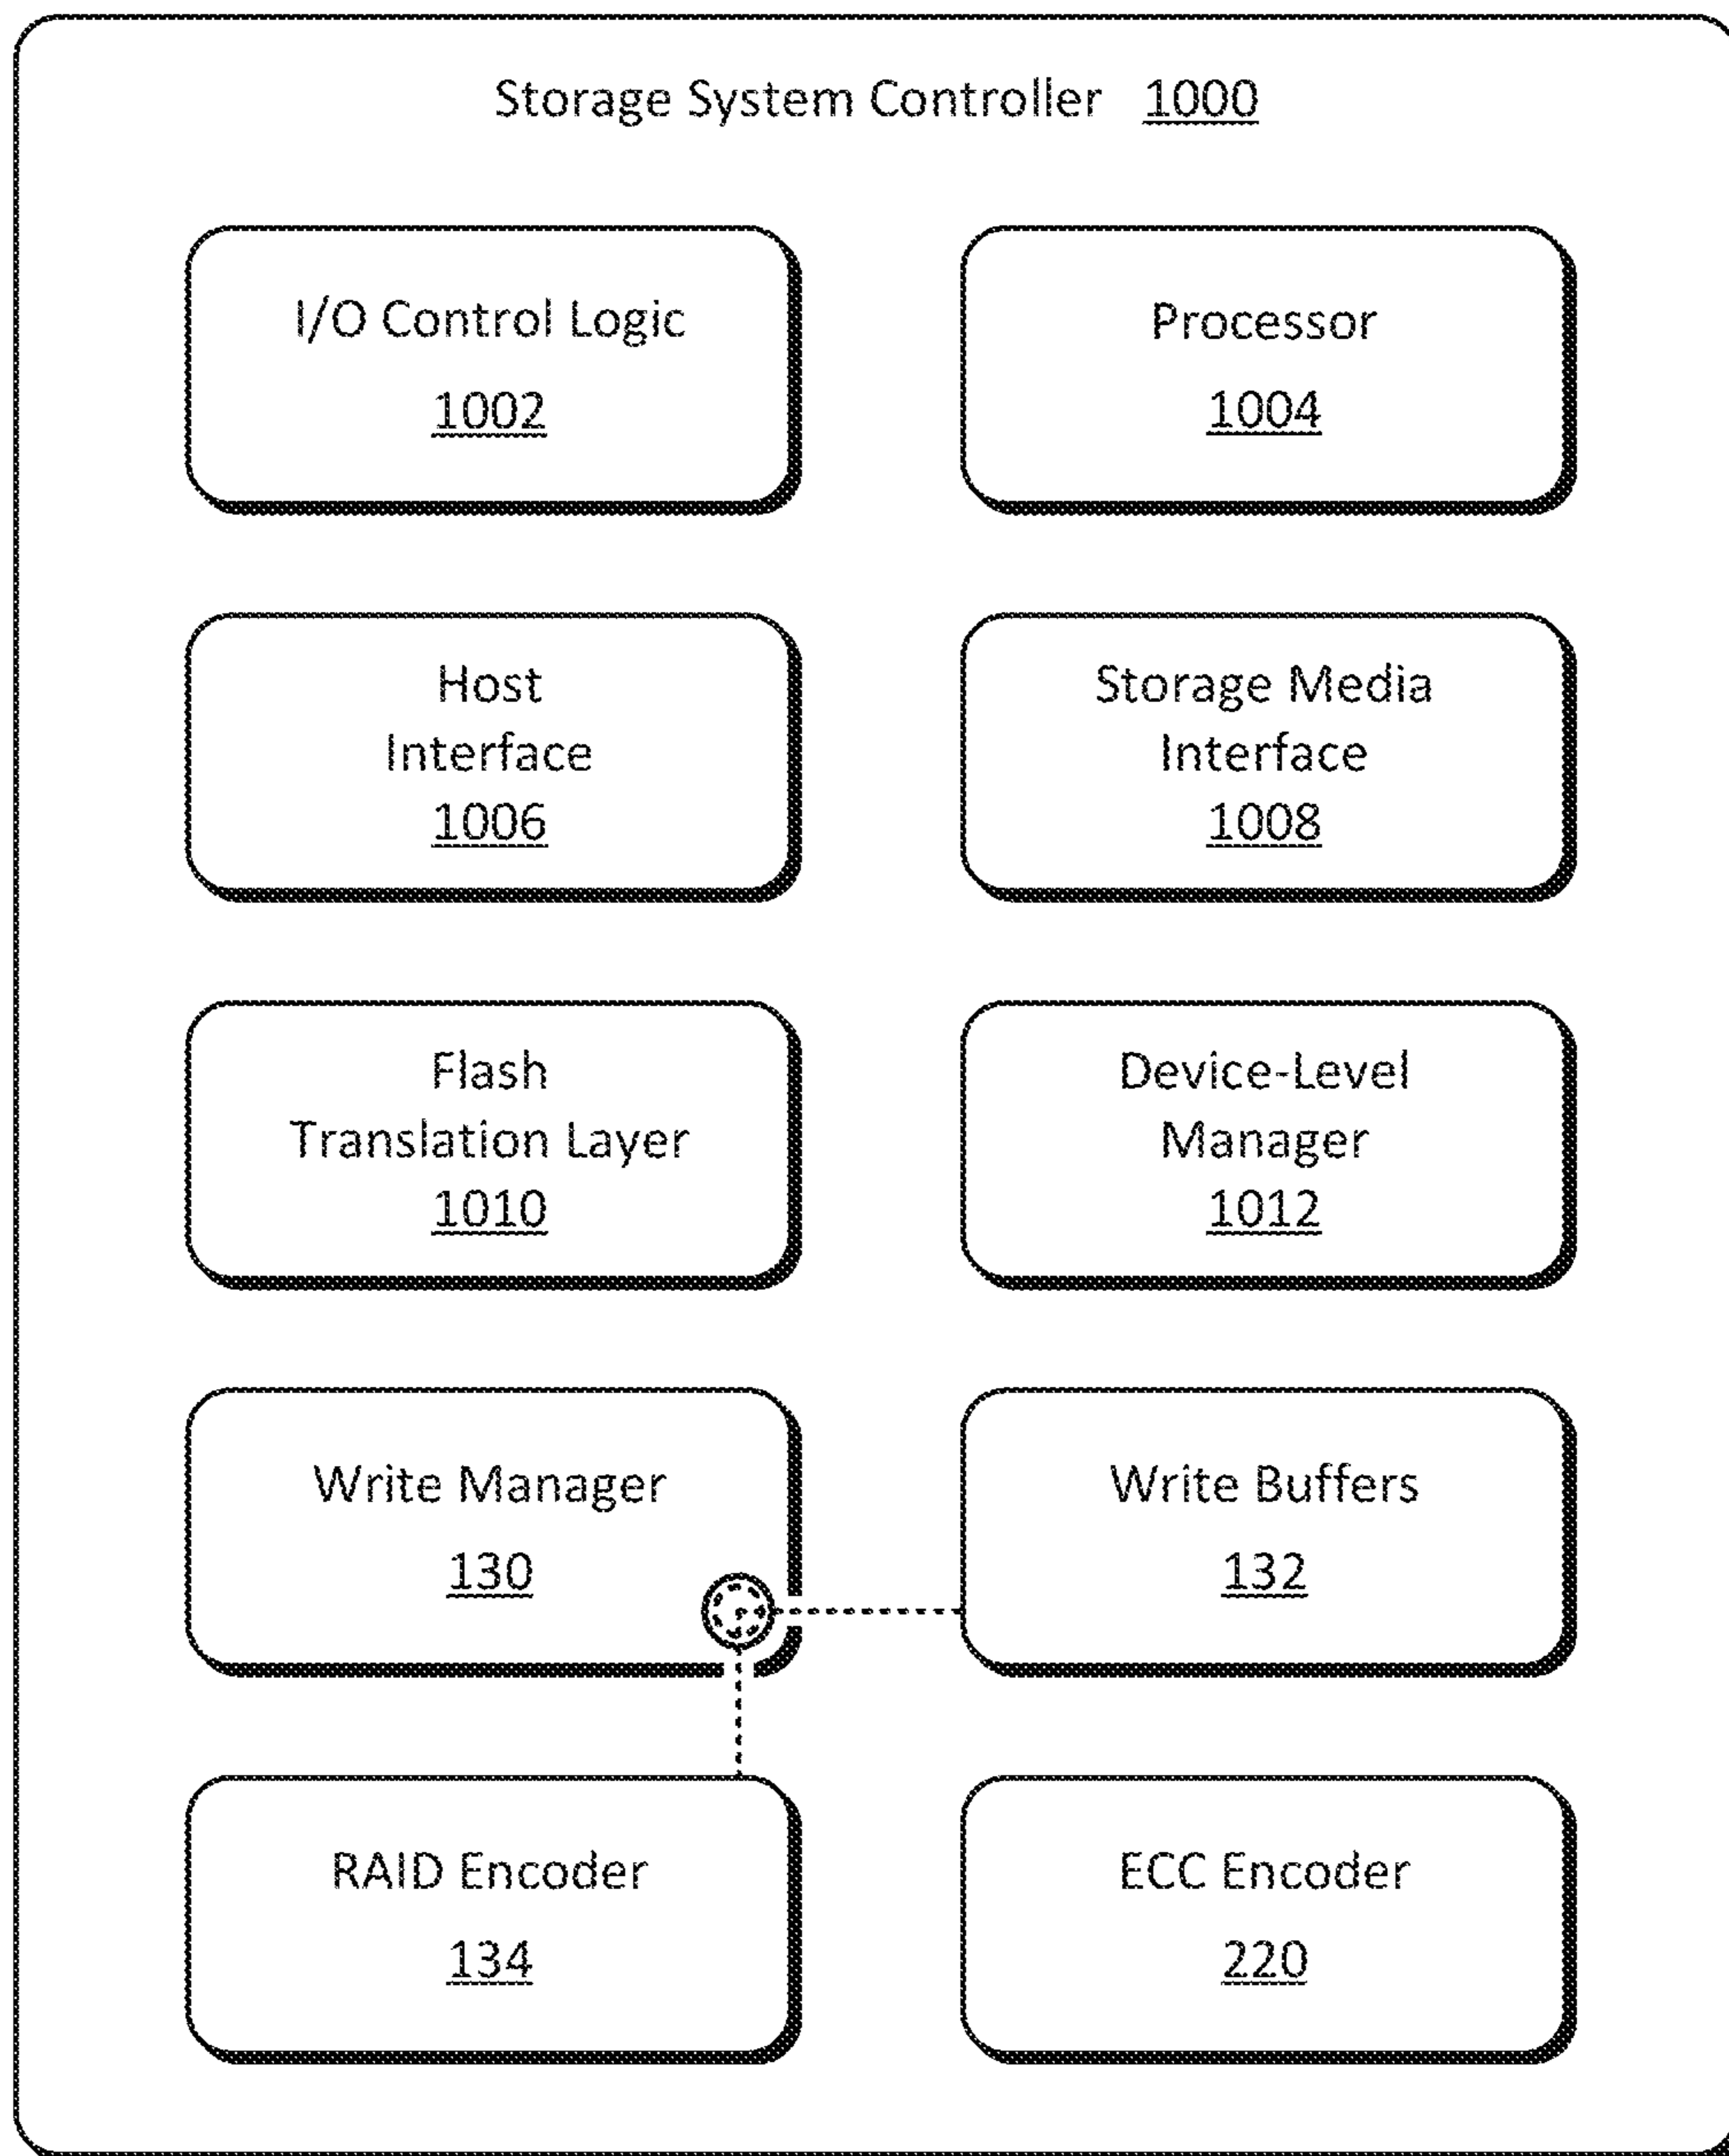 Storage System Controller 1000
I/O Control Logic
1002
Processor
1004
Host
Interface
1006
Storage Media
Interface
1008
Flash
Translation Layer
1010
Device-Level
Manager
1012
Write Manager
130
Write Buffers
132
RAID Encoder
134
ECC Encoder
220